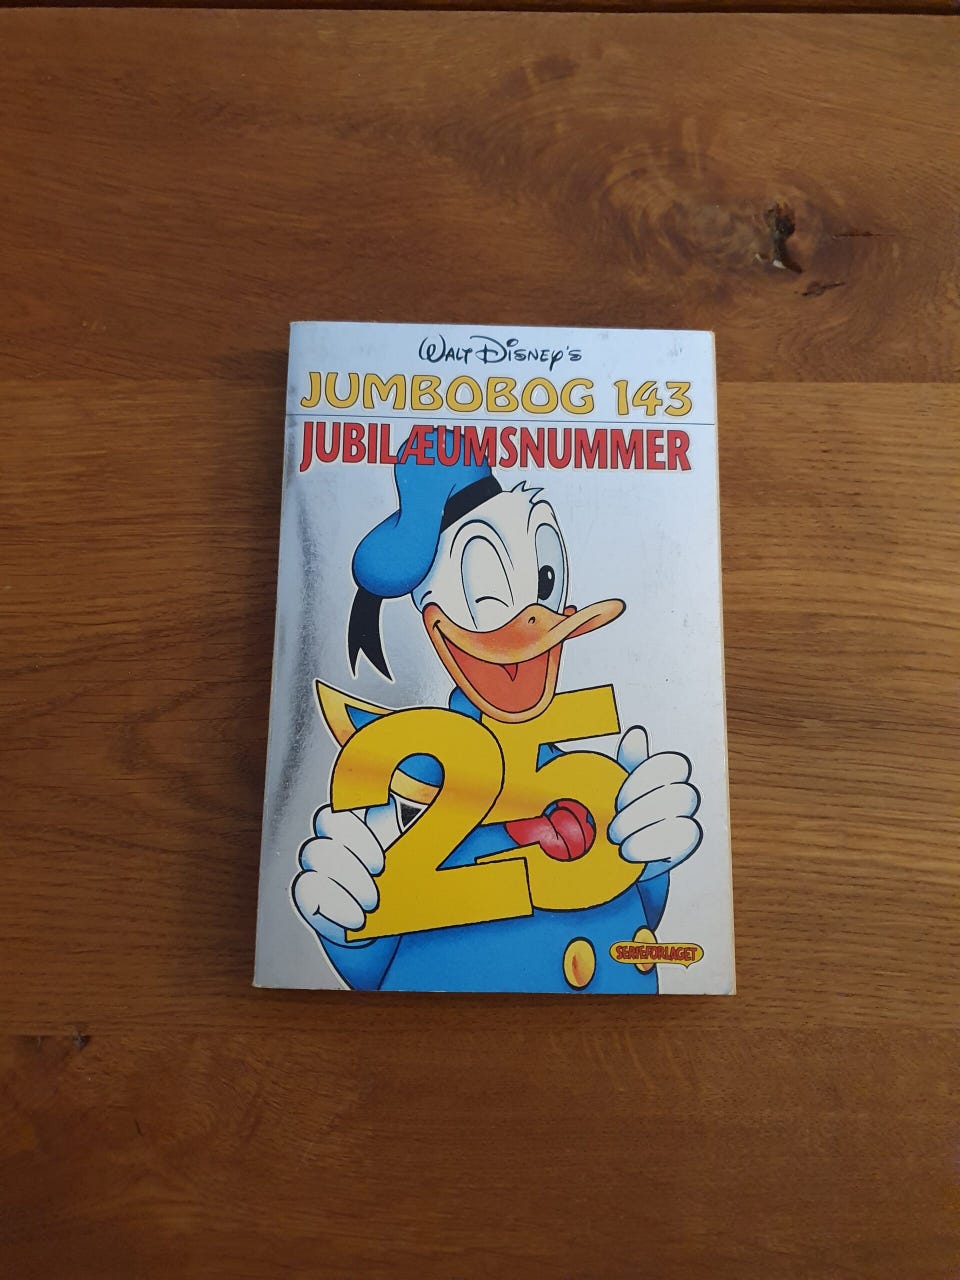 WALT DISNEY'S
JUMBOBOG 143
JUBILÆUMSNUMMER
25
SERIEFORLAGET